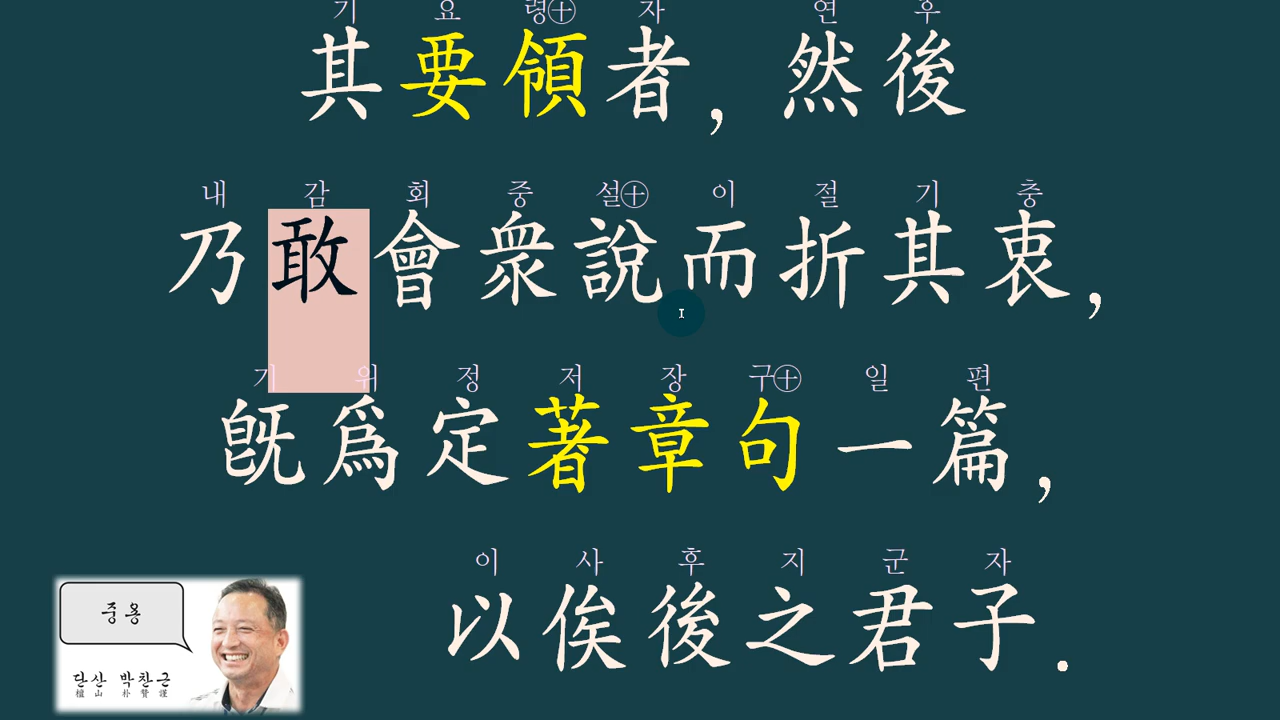 기 요 령㊉ 자 연 후
其要領者, 然後
내 감 회 중 설㊉ 이 절 기 충
乃敢會衆說而折其衷,
기 위 정 저 장 구㊉ 일 편
旣爲定著章句一篇,
이 사 후 지 군 자
以俟後之君子.
중용
단산 박찬근
檀山 朴贊謹